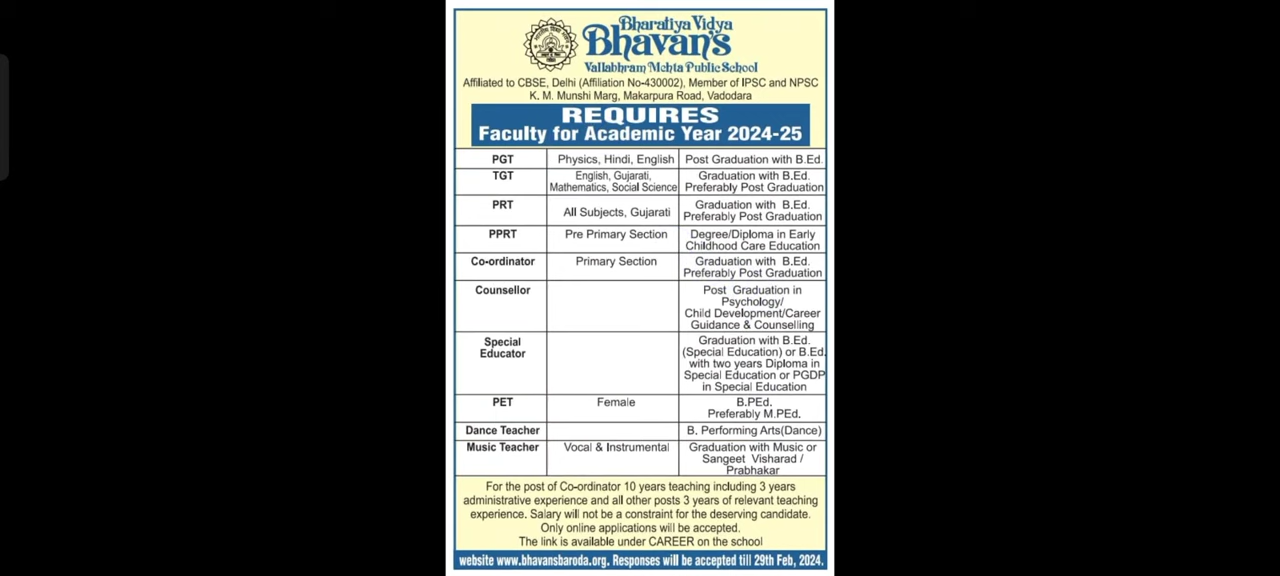 Bharatiya Vidya
Bhavan's
Vallabhram Mehta Public School
Affiliated to CBSE, Delhi (Affiliation No-430002), Member of IPSC and NPSC
K. M. Munshi Marg, Makarpura Road, Vadodara
REQUIRES
Faculty for Academic Year 2024-25
PGT Physics, Hindi, English Post Graduation with B.Ed.
TGT English, Gujarati, Graduation with B.Ed.
Mathematics, Social Science Preferably Post Graduation
PRT All Subjects, Gujarati Graduation with B.Ed.
Preferably Post Graduation
PPRT Pre Primary Section Degree/Diploma in Early
Childhood Care Education
Co-ordinator Primary Section Graduation with B.Ed.
Preferably Post Graduation
Counsellor Post Graduation in
Psychology/
Child Development/Career
Guidance & Counselling
Special Graduation with B.Ed.
Educator (Special Education) or B.Ed.
with two years Diploma in
Special Education or PGDP
in Special Education
PET Female B.PEd.
Preferably M.PEd.
Dance Teacher B. Performing Arts(Dance)
Music Teacher Vocal & Instrumental Graduation with Music or
Sangeet Visharad /
Prabhakar
For the post of Co-ordinator 10 years teaching including 3 years
administrative experience and all other posts 3 years of relevant teaching
experience. Salary will not be a constraint for the deserving candidate.
Only online applications will be accepted.
The link is available under CAREER on the school
website www.bhavansbaroda.org. Responses will be accepted till 29th Feb, 2024.